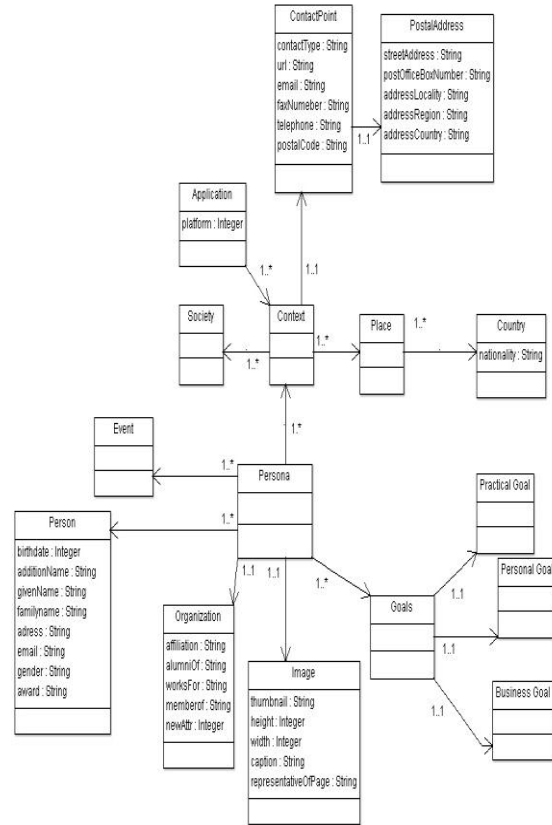 ContactPoint
contactType : String
url : String
email : String
faxNumeber : String
telephone : String
postalCode : String
PostalAddress
streetAddress : String
postOfficeBoxNumber : String
addressLocality : String
addressRegion : String
addressCountry : String
1..1
Application
platform : Integer
1..*
1..1
Society
1..*
Context
1..*
Place
1..*
Country
nationality : String
1..*
Event
1..*
Persona
1..*
Person
birthdate : Integer
additionName : String
givenName : String
familyname : String
adress : String
email : String
gender : String
award : String
1..1
1..1
1..*
Organization
affiliation : String
alumniOf : String
worksFor : String
memberof : String
newAttr : Integer
Image
thumbnail : String
height : Integer
width : Integer
caption : String
representativeOfPage : String
Goals
Practical Goal
1..1
Personal Goal
1..1
1..1
Business Goal